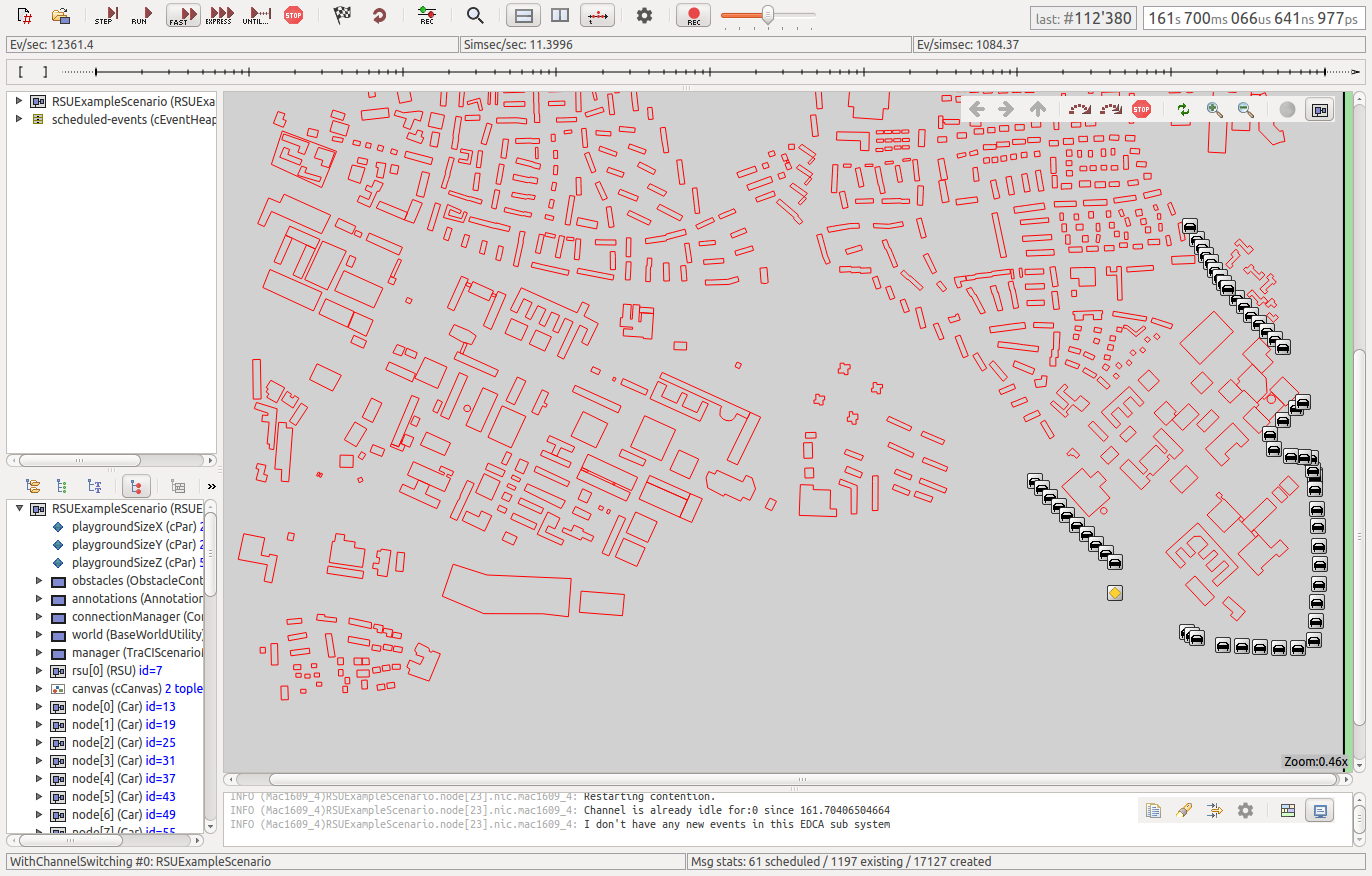 STEP
RUN
FAST
EXPRESS
UNTIL...
STOP
REC
REC
last: #112'380
161s 700ms 066us 641ns 977ps
Ev/sec: 12361.4
Simsec/sec: 11.3996
Ev/simsec: 1084.37
[ ]
RSUExampleScenario (RSUExa
scheduled-events (cEventHeap
STOP
RSUExampleScenario (RSUE
playgroundSizeX (cPar) 2
playgroundSizeY (cPar) 2
playgroundSizeZ (cPar) 5
obstacles (ObstacleCont
annotations (Annotation
connectionManager (Cor
world (BaseWorldUtility)
manager (TraCIScenarioM
rsu[0] (RSU) id=7
canvas (cCanvas) 2 tople
node[0] (Car) id=13
node[1] (Car) id=19
node[2] (Car) id=25
node[3] (Car) id=31
node[4] (Car) id=37
node[5] (Car) id=43
node[6] (Car) id=49
node[7] (Car) id=55
Zoom:0.46x
INFO (Mac1609_4)RSUExampleScenario.node[23].nic.mac1609_4: Restarting contention.
INFO (Mac1609_4)RSUExampleScenario.node[23].nic.mac1609_4: Channel is already idle for:0 since 161.70406504664
INFO (Mac1609_4)RSUExampleScenario.node[23].nic.mac1609_4: I don't have any new events in this EDCA sub system
WithChannelSwitching #0: RSUExampleScenario
Msg stats: 61 scheduled / 1197 existing / 17127 created